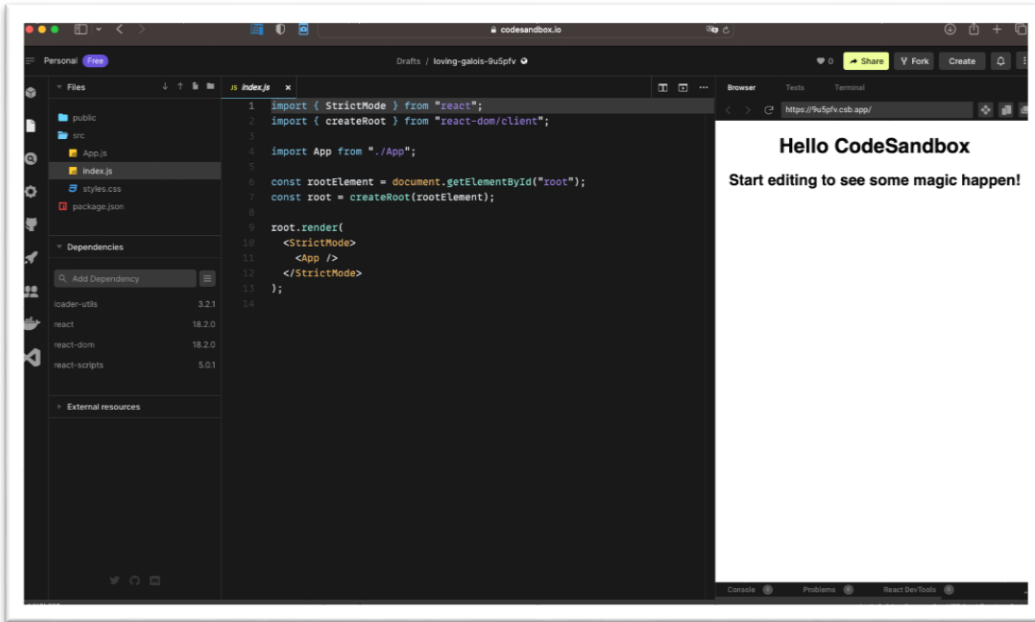 codesandbox.io
Personal Free
Drafts / loving-galois-9u5pfv
0
Share
Fork
Create
Files
public
src
App.js
index.js
styles.css
package.json
Dependencies
Add Dependency
loader-utils 3.2.1
react 18.2.0
react-dom 18.2.0
react-scripts 5.0.1
External resources
JS index.js x
1 import { StrictMode } from "react";
2 import { createRoot } from "react-dom/client";
3
4 import App from "./App";
5
6 const rootElement = document.getElementById("root");
7 const root = createRoot(rootElement);
8
9 root.render(
10 <StrictMode>
11 <App />
12 </StrictMode>
13 );
14
Browser Tests Terminal
https://9u5pfv.csb.app/
Hello CodeSandbox
Start editing to see some magic happen!
Console 0 Problems 0 React DevTools 0